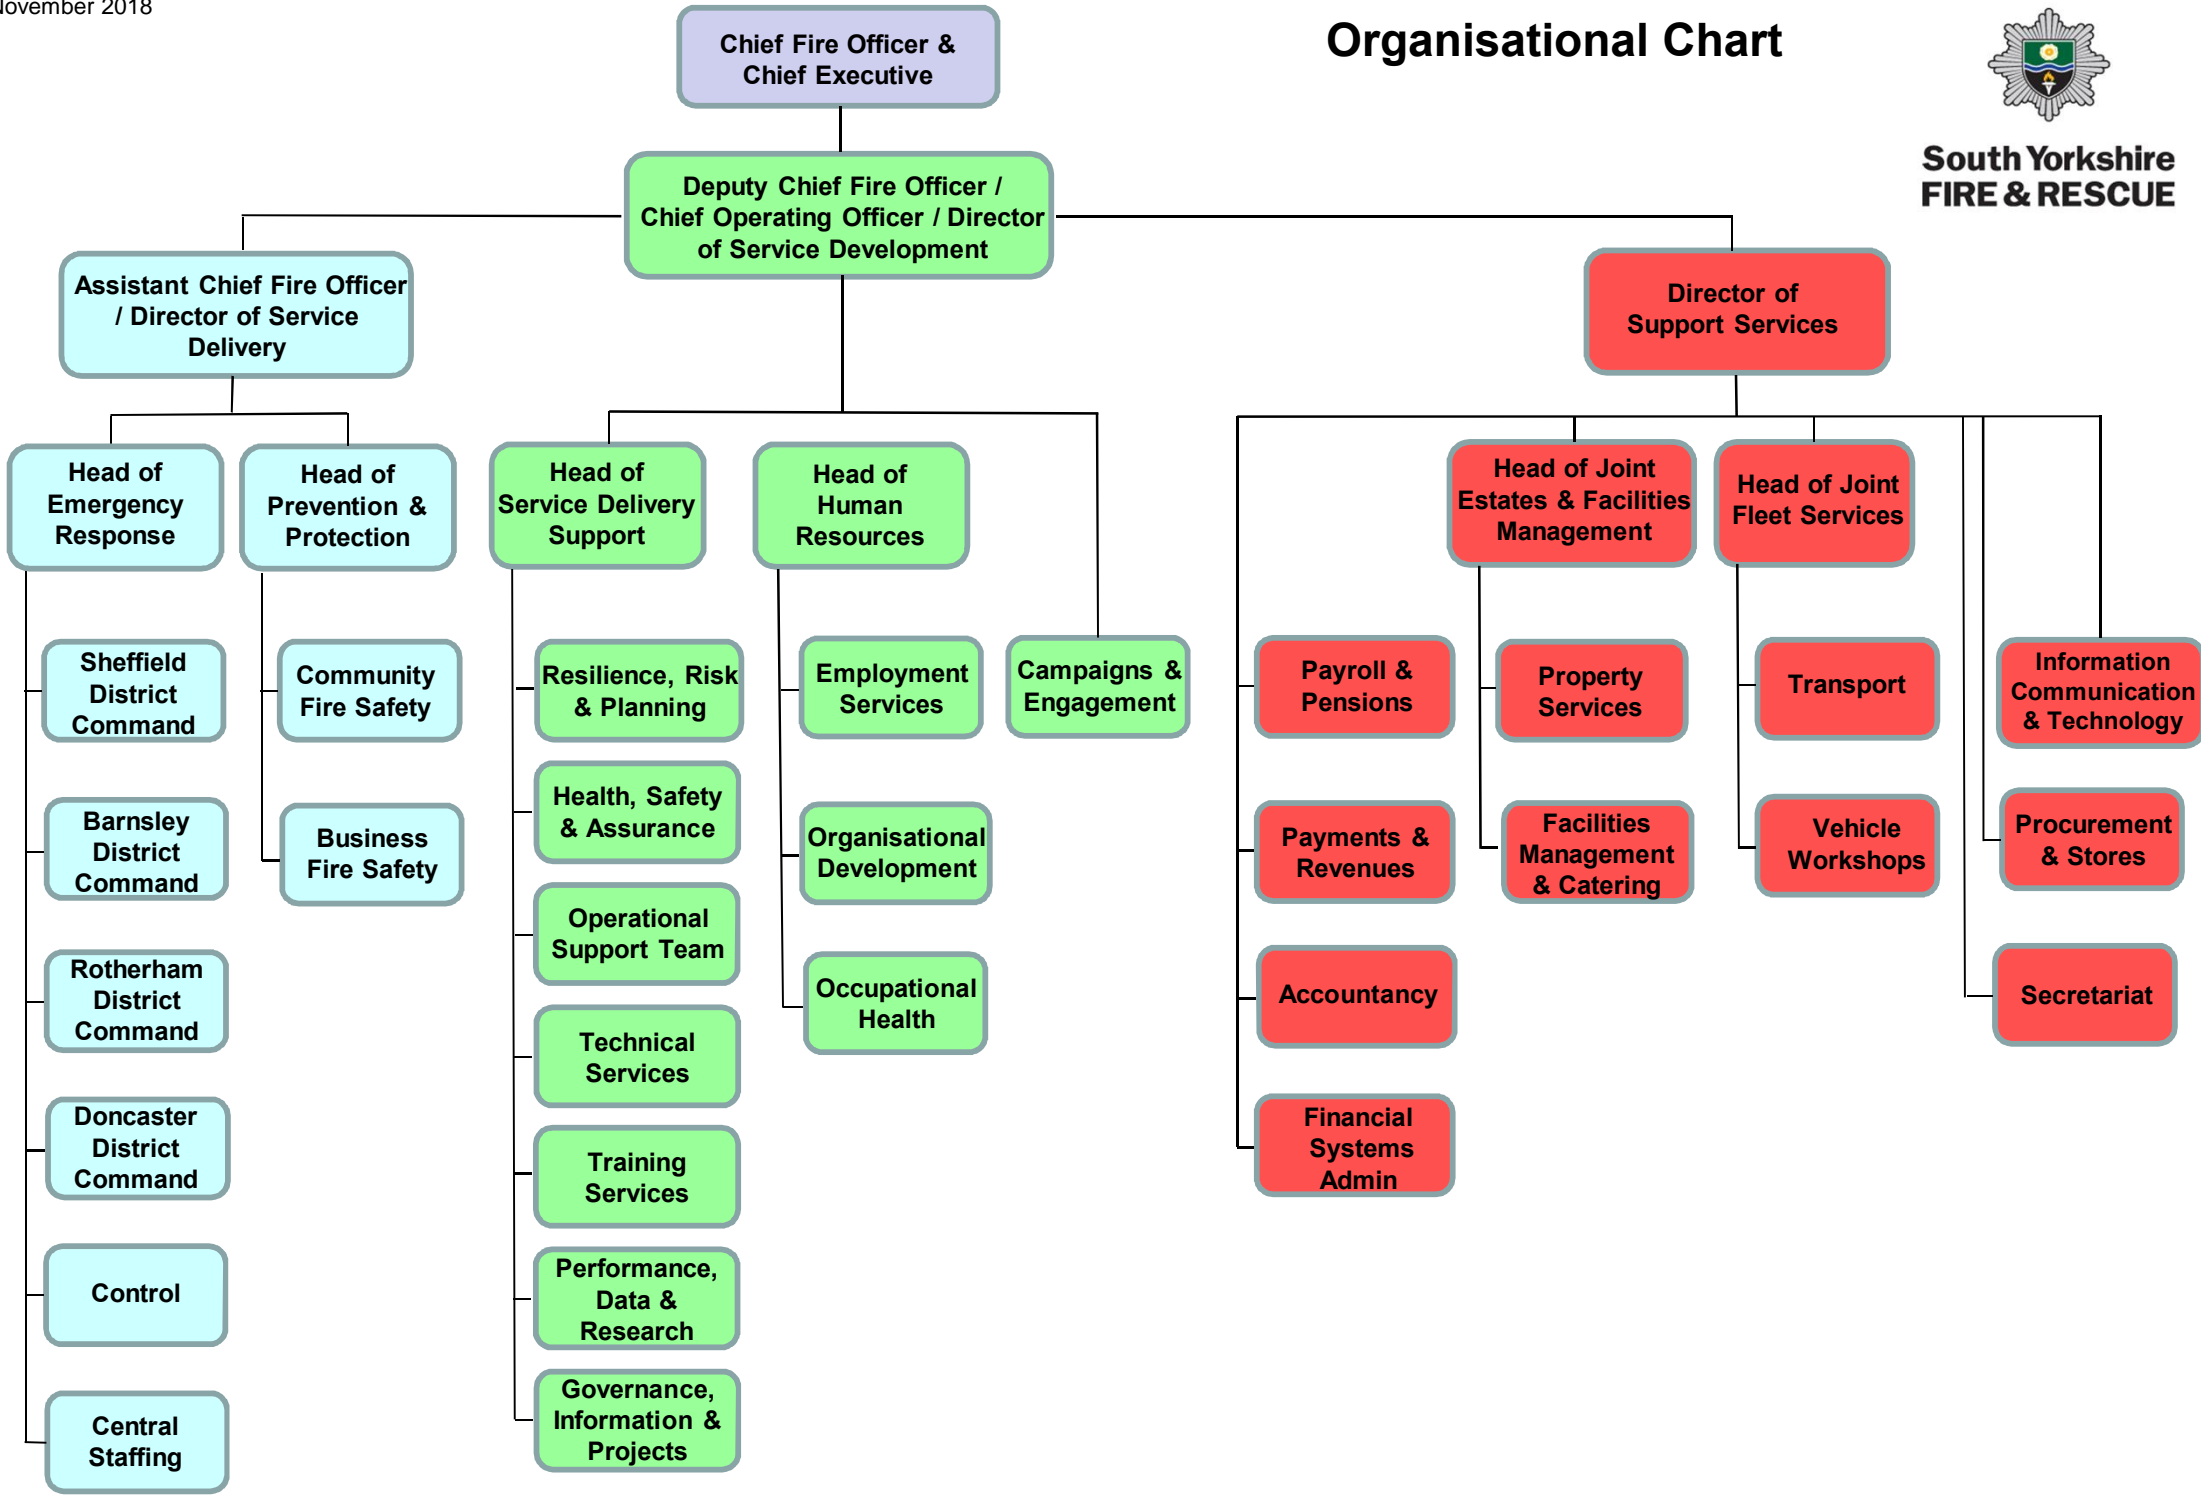 November 2018
Organisational Chart
South Yorkshire
FIRE & RESCUE
Chief Fire Officer &
Chief Executive
Deputy Chief Fire Officer /
Chief Operating Officer / Director
of Service Development
Assistant Chief Fire Officer
/ Director of Service
Delivery
Director of
Support Services
Head of
Emergency
Response
Head of
Prevention &
Protection
Head of
Service Delivery
Support
Head of
Human
Resources
Head of Joint
Estates & Facilities
Management
Head of Joint
Fleet Services
Sheffield
District
Command
Barnsley
District
Command
Rotherham
District
Command
Doncaster
District
Command
Control
Central
Staffing
Community
Fire Safety
Business
Fire Safety
Resilience, Risk
& Planning
Health, Safety
& Assurance
Operational
Support Team
Technical
Services
Training
Services
Performance,
Data &
Research
Governance,
Information &
Projects
Employment
Services
Organisational
Development
Occupational
Health
Campaigns &
Engagement
Payroll &
Pensions
Payments &
Revenues
Accountancy
Financial
Systems
Admin
Property
Services
Facilities
Management
& Catering
Transport
Vehicle
Workshops
Information
Communication
& Technology
Procurement
& Stores
Secretariat